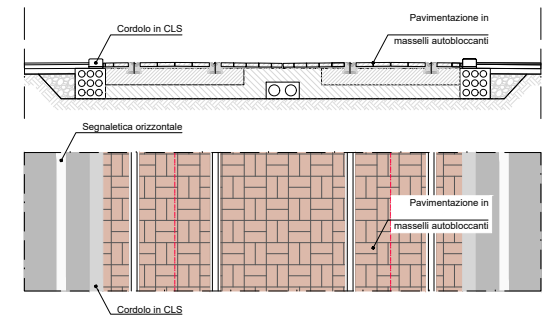 Cordolo in CLS
Pavimentazione in
masselli autobloccanti
Segnaletica orizzontale
Pavimentazione in
masselli autobloccanti
Cordolo in CLS